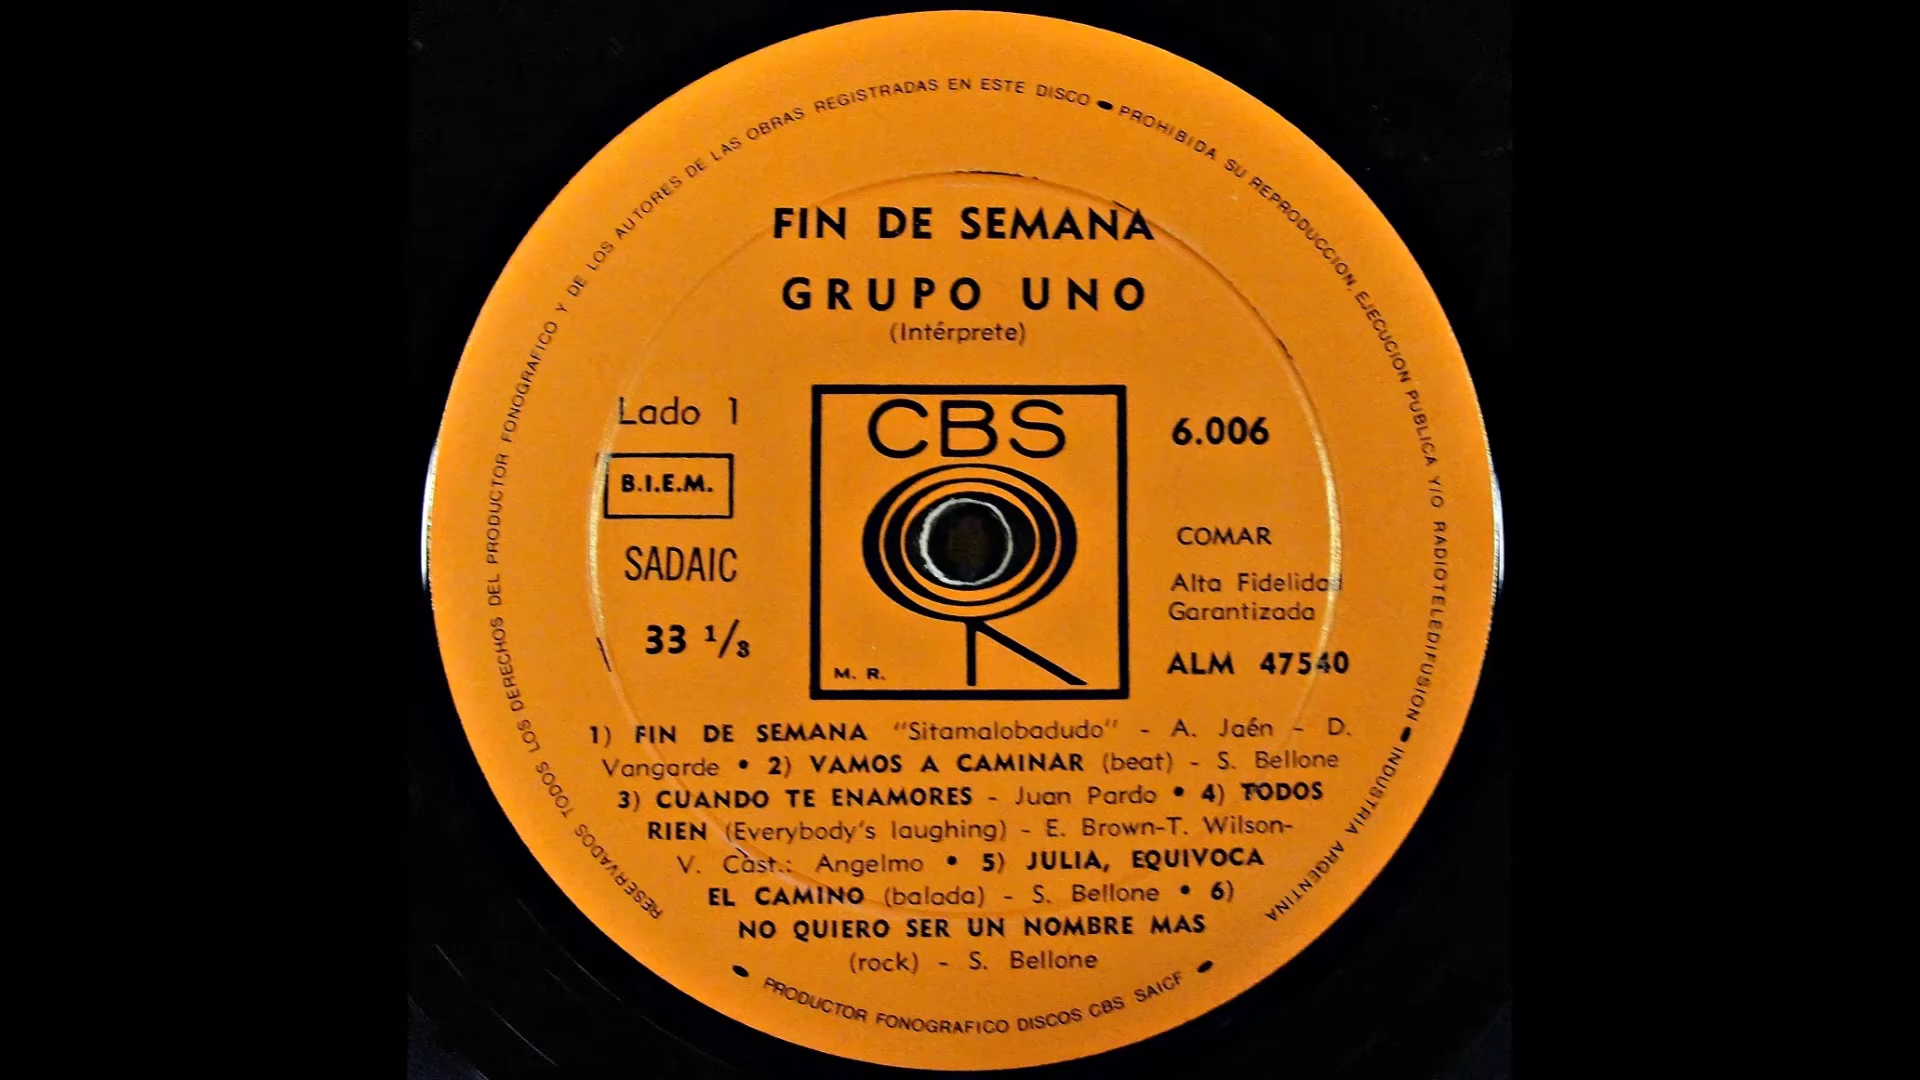 RESERVADOS TODOS LOS DERECHOS DEL PRODUCTOR FONOGRAFICO Y DE LOS AUTORES DE LAS OBRAS REGISTRADAS EN ESTE DISCO • PROHIBIDA SU REPRODUCCION, EJECUCION PUBLICA Y/O RADIOTELEDIFUSION • INDUSTRIA ARGENTINA
FIN DE SEMANA
GRUPO UNO
(Intérprete)
Lado 1
B.I.E.M.
SADAIC
33 1/3
CBS
M. R.
6.006
COMAR
Alta Fidelidad
Garantizada
ALM 47540
1) FIN DE SEMANA "Sitamalobadudo" - A. Jaén - D.
Vangarde • 2) VAMOS A CAMINAR (beat) - S. Bellone
3) CUANDO TE ENAMORES - Juan Pardo • 4) TODOS
RIEN (Everybody's laughing) - E. Brown-T. Wilson-
V. Cast.: Angelmo • 5) JULIA, EQUIVOCA
EL CAMINO (balada) - S. Bellone • 6)
NO QUIERO SER UN NOMBRE MAS
(rock) - S. Bellone
• PRODUCTOR FONOGRAFICO DISCOS CBS SAICF •